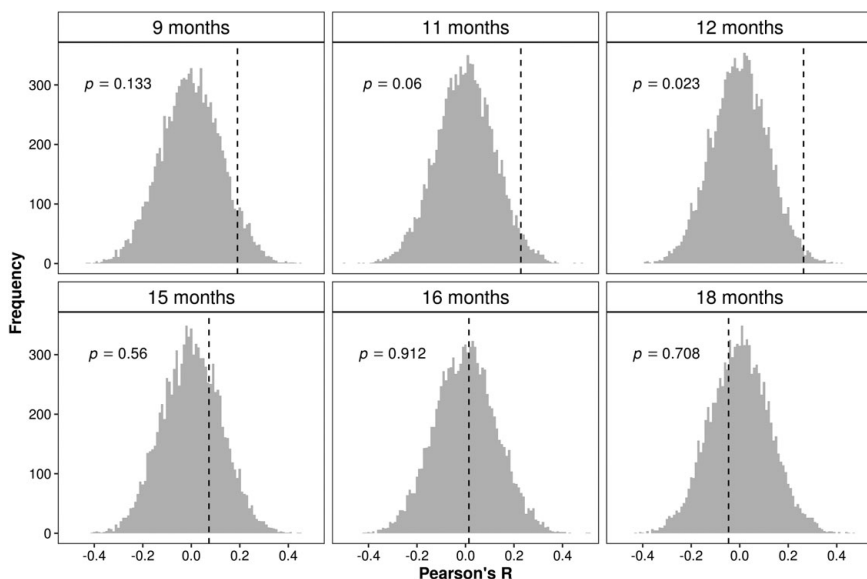 9 months
11 months
12 months
p = 0.133
p = 0.06
p = 0.023
300
200
100
0
15 months
16 months
18 months
p = 0.56
p = 0.912
p = 0.708
300
200
100
0
-0.4 -0.2 0.0 0.2 0.4
-0.4 -0.2 0.0 0.2 0.4
-0.4 -0.2 0.0 0.2 0.4
Frequency
Pearson's R